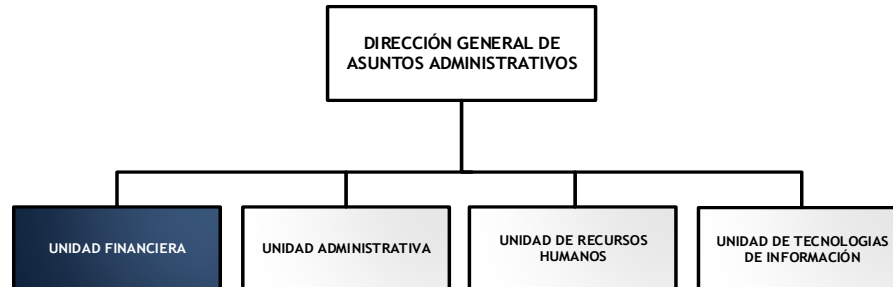 DIRECCIÓN GENERAL DE
ASUNTOS ADMINISTRATIVOS
UNIDAD FINANCIERA
UNIDAD ADMINISTRATIVA
UNIDAD DE RECURSOS
HUMANOS
UNIDAD DE TECNOLOGIAS
DE INFORMACIÓN